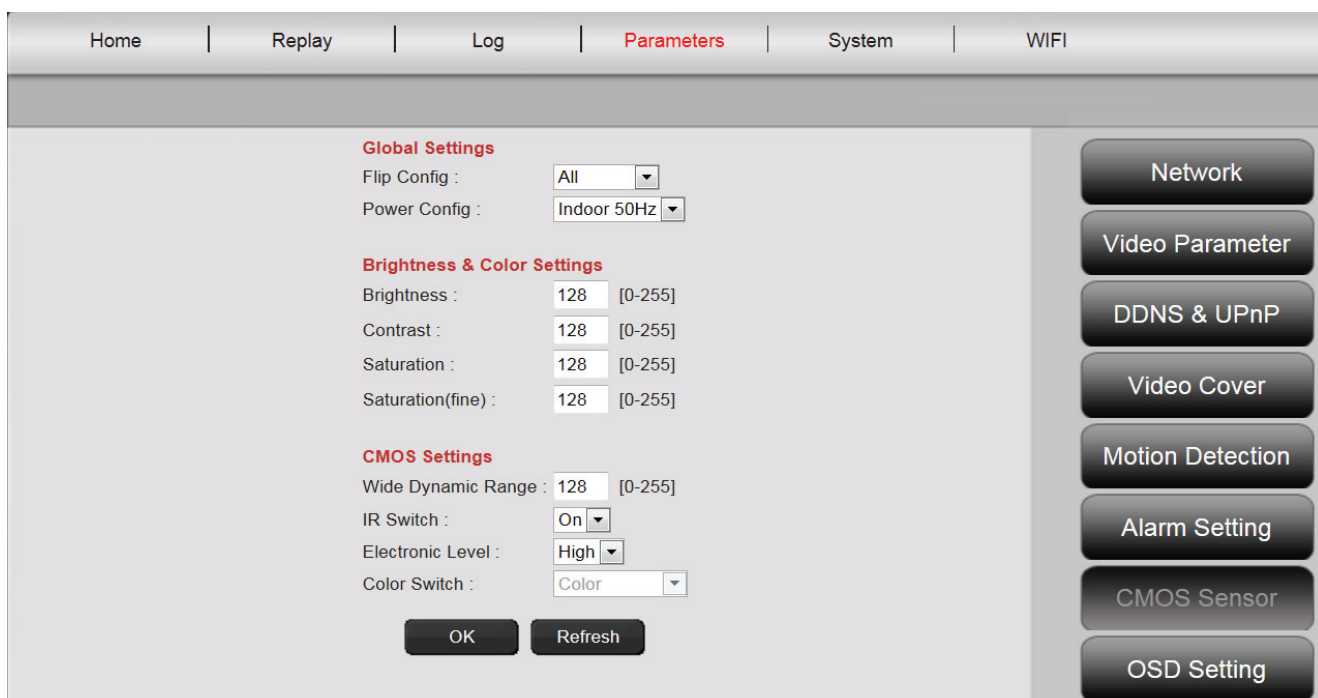 Home | Replay | Log | Parameters | System | WIFI
Global Settings
Flip Config : All
Power Config : Indoor 50Hz
Brightness & Color Settings
Brightness : 128 [0-255]
Contrast : 128 [0-255]
Saturation : 128 [0-255]
Saturation(fine) : 128 [0-255]
CMOS Settings
Wide Dynamic Range : 128 [0-255]
IR Switch : On
Electronic Level : High
Color Switch : Color
OK Refresh
Network
Video Parameter
DDNS & UPnP
Video Cover
Motion Detection
Alarm Setting
CMOS Sensor
OSD Setting